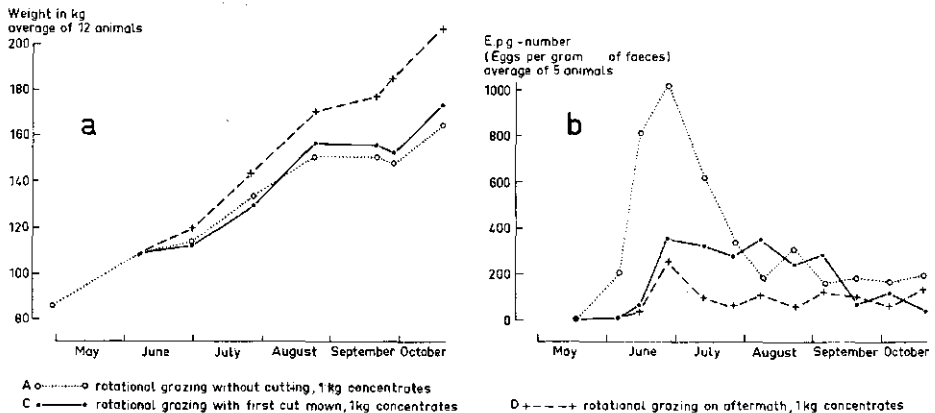 Weight in kg
average of 12 animals
200
180
160
140
120
100
80
a
May June July August September October
E.p.g.-number
(Eggs per gram of faeces)
average of 5 animals
1000
800
600
400
200
0
b
May June July August September October
A rotational grazing without cutting, 1 kg concentrates
C rotational grazing with first cut mown, 1 kg concentrates
D rotational grazing on aftermath, 1 kg concentrates